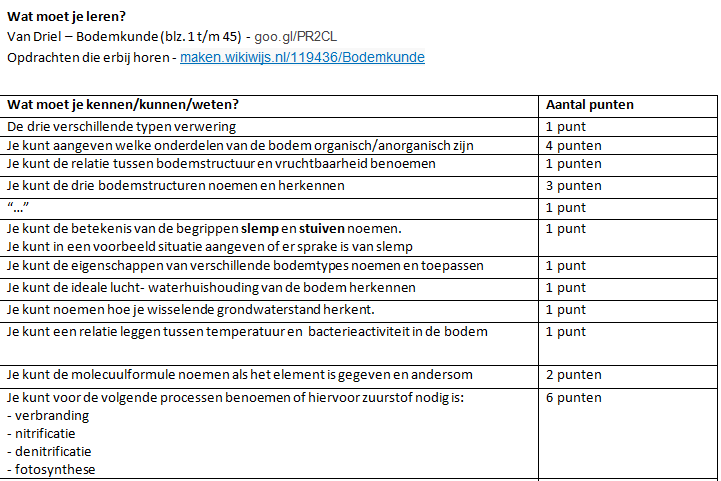 Wat moet je leren?
Van Driel – Bodemkunde (blz. 1 t/m 45) - goo.gl/PR2CL
Opdrachten die erbij horen - maken.wikiwijs.nl/119436/Bodemkunde
Wat moet je kennen/kunnen/weten? Aantal punten
De drie verschillende typen verwering 1 punt
Je kunt aangeven welke onderdelen van de bodem organisch/anorganisch zijn 4 punten
Je kunt de relatie tussen bodemstructuur en vruchtbaarheid benoemen 1 punten
Je kunt de drie bodemstructuren noemen en herkennen 3 punten
“…” 1 punt
Je kunt de betekenis van de begrippen slemp en stuiven noemen. 1 punt
Je kunt in een voorbeeld situatie aangeven of er sprake is van slemp
Je kunt de eigenschappen van verschillende bodemtypes noemen en toepassen 1 punt
Je kunt de ideale lucht- waterhuishouding van de bodem herkennen 1 punt
Je kunt noemen hoe je wisselende grondwaterstand herkent. 1 punt
Je kunt een relatie leggen tussen temperatuur en bacterieactiviteit in de bodem 1 punt
Je kunt de molecuulformule noemen als het element is gegeven en andersom 2 punten
Je kunt voor de volgende processen benoemen of hiervoor zuurstof nodig is: 6 punten
- verbranding
- nitrificatie
- denitrificatie
- fotosynthese